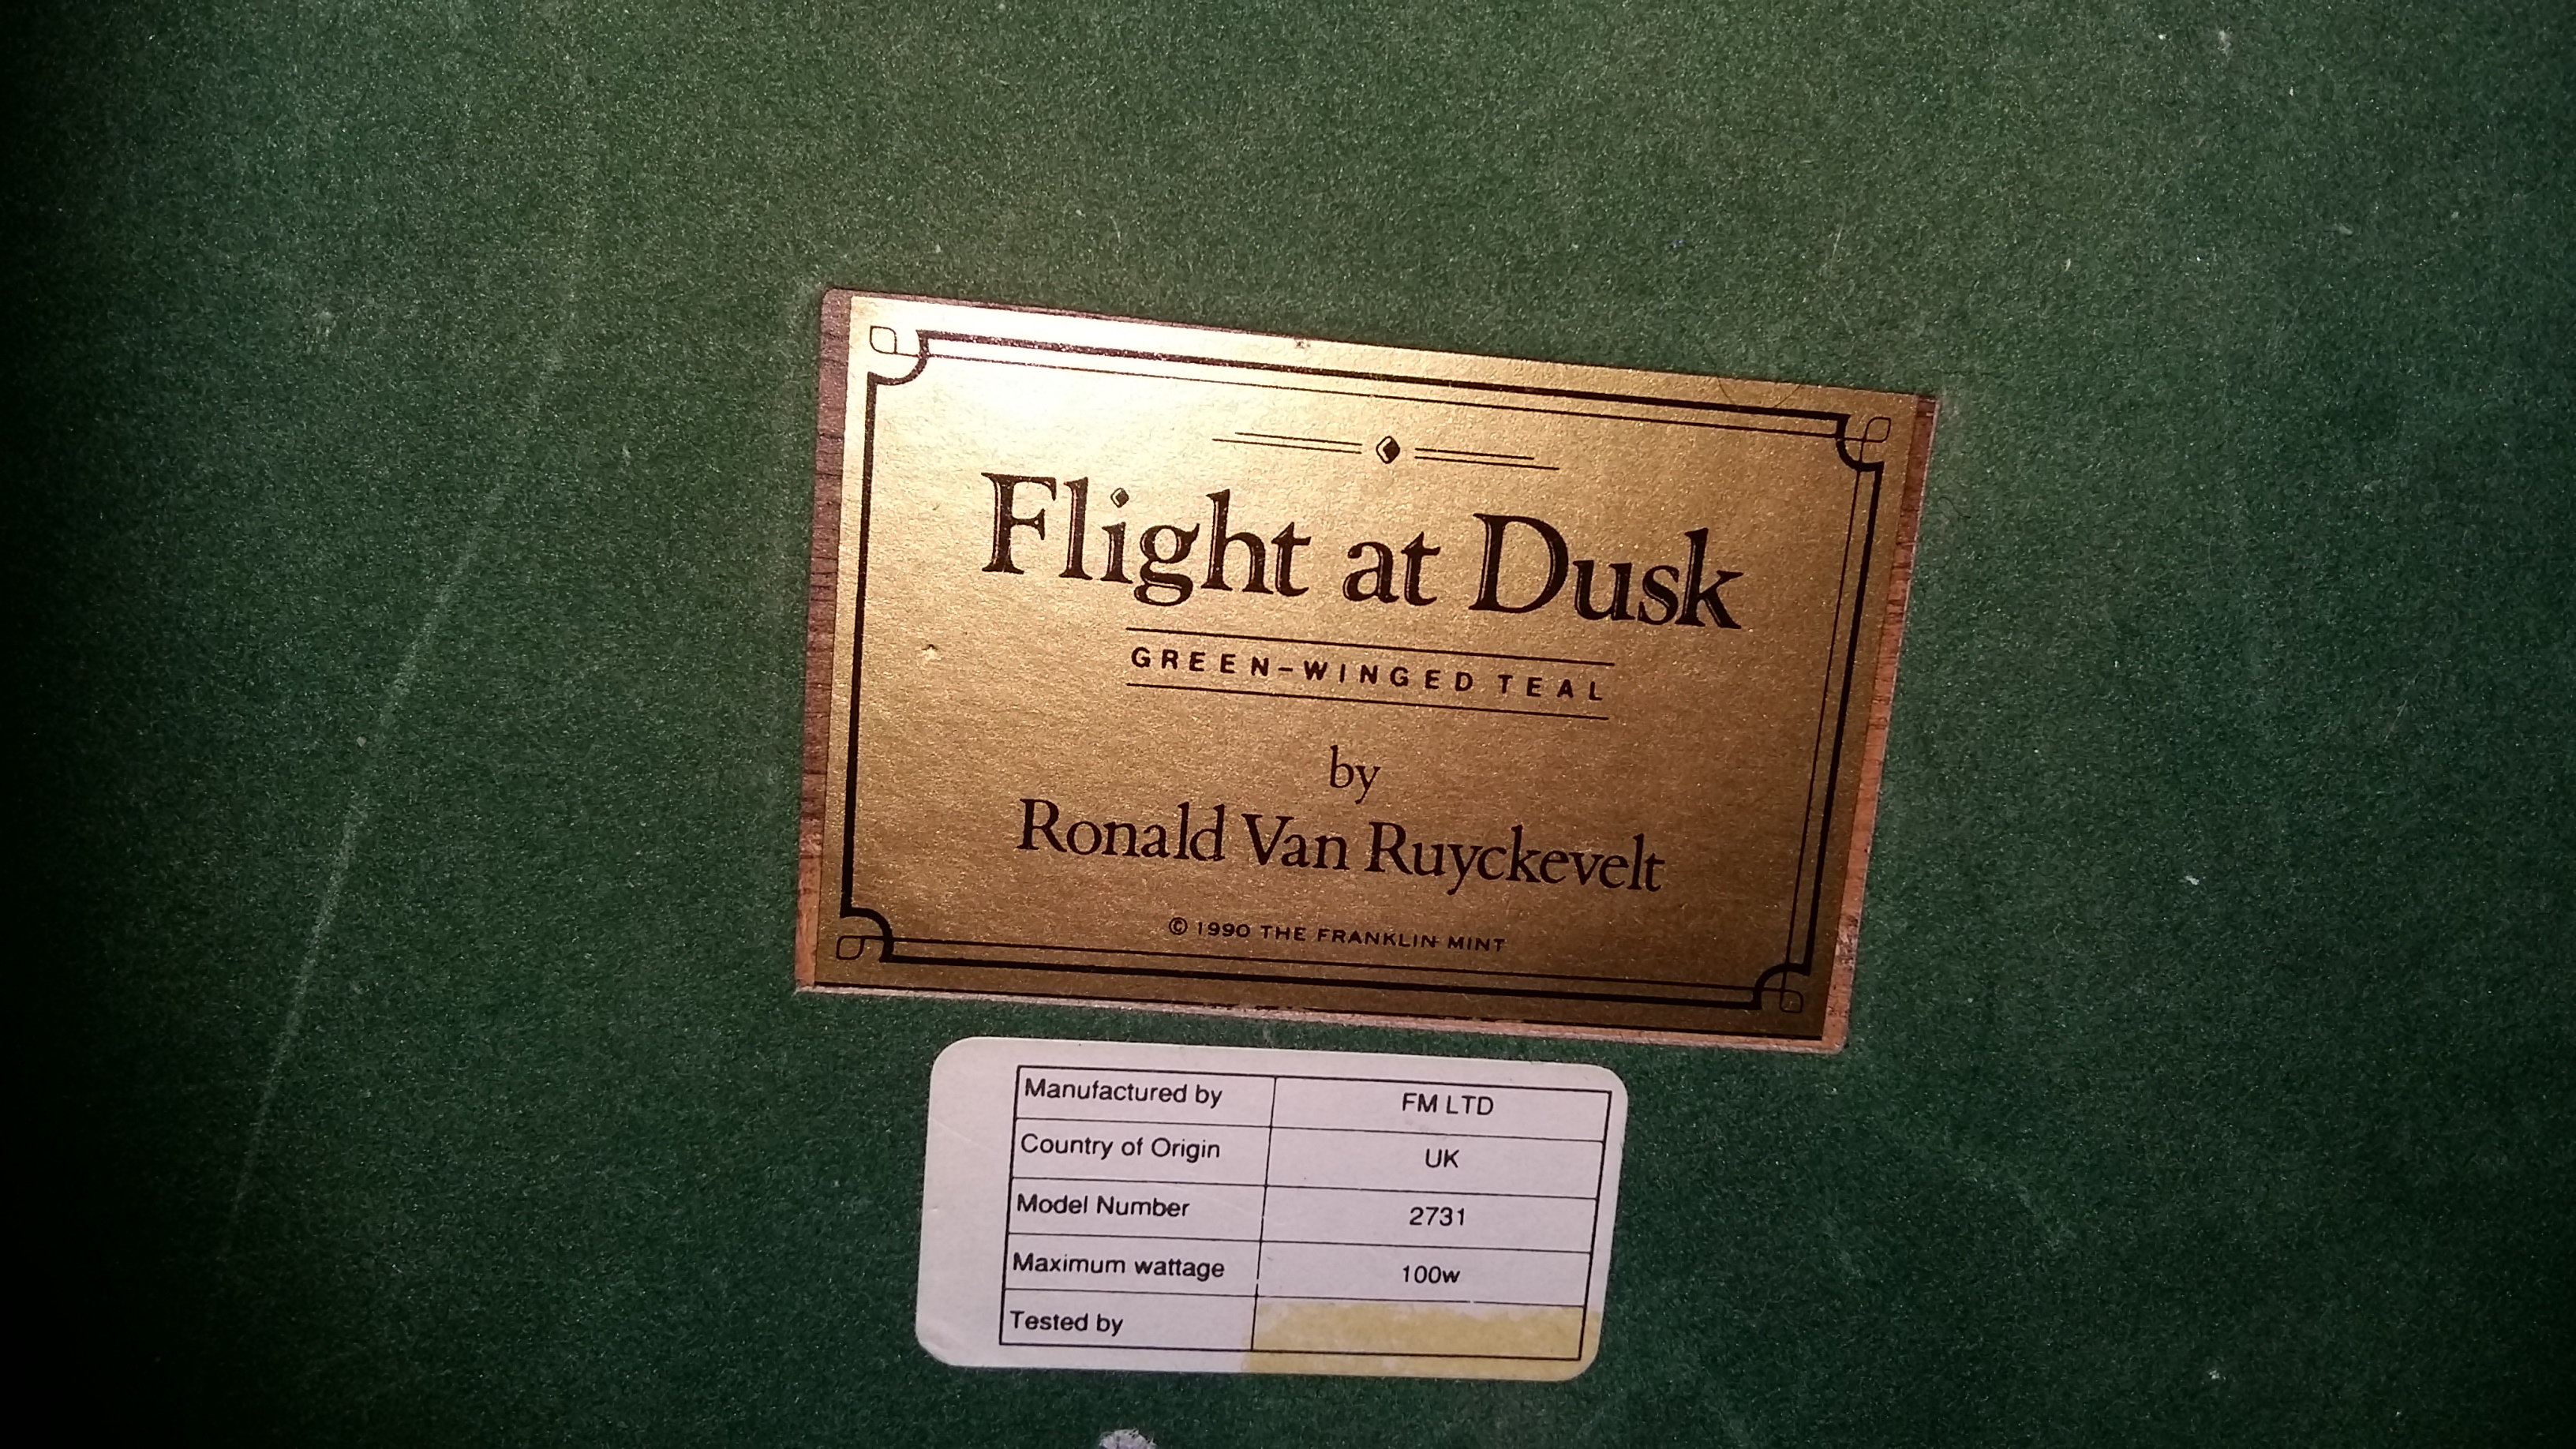 Flight at Dusk
GREEN-WINGED TEAL
by
Ronald Van Ruyckevelt
© 1990 THE FRANKLIN MINT
Manufactured by FM LTD
Country of Origin UK
Model Number 2731
Maximum wattage 100w
Tested by